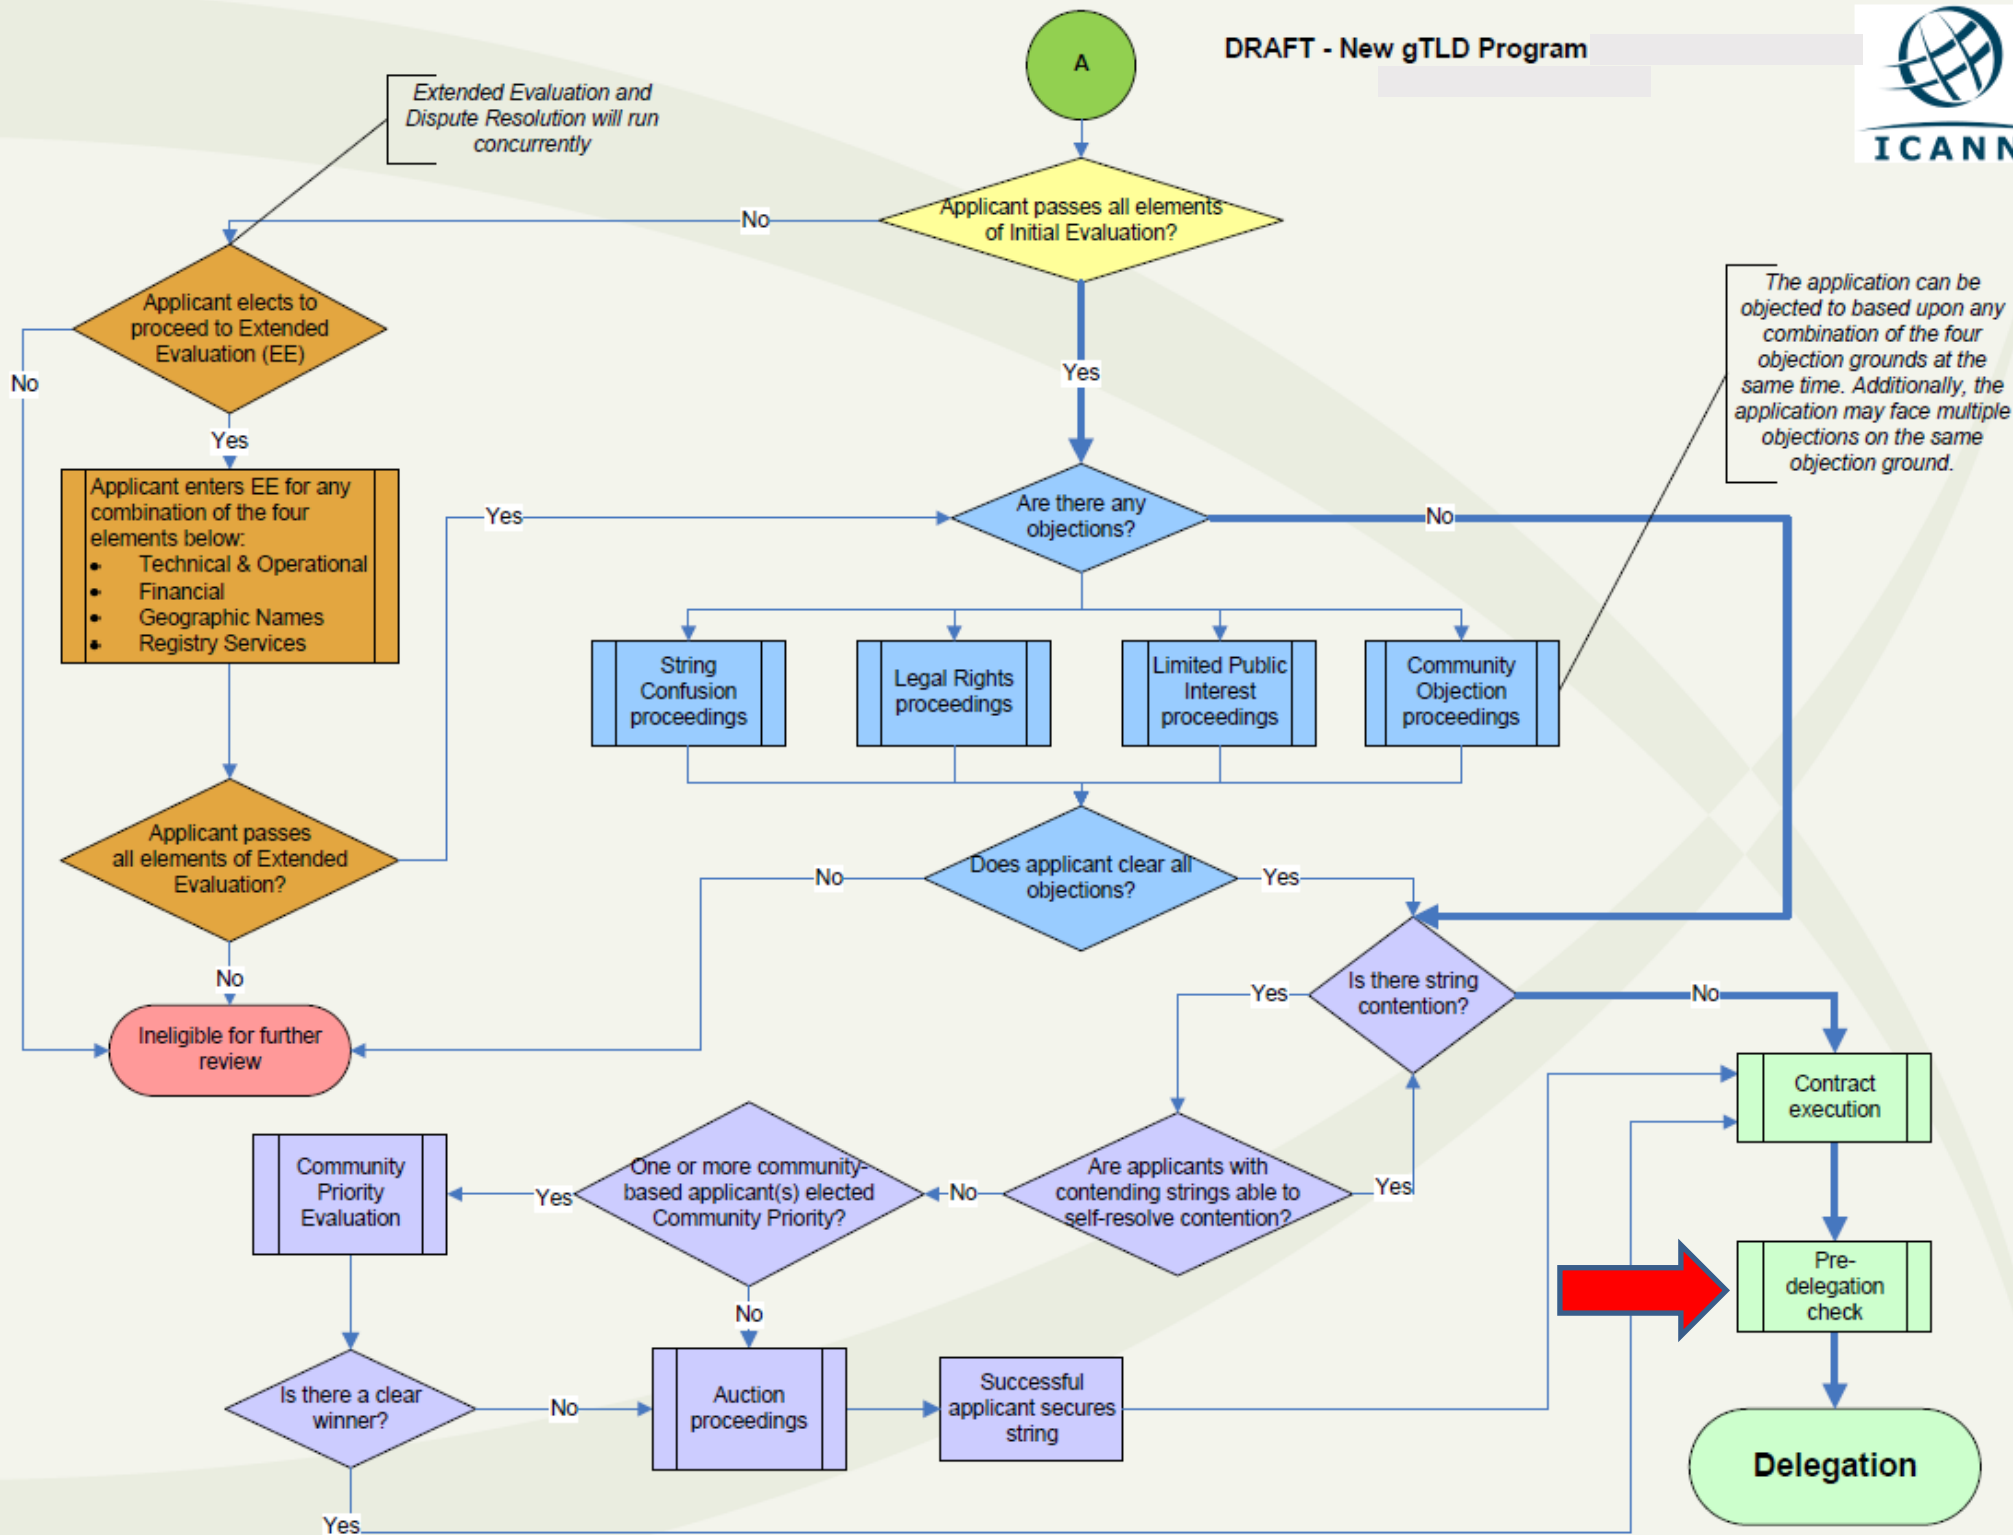 A
DRAFT - New gTLD Program
ICANN
Extended Evaluation and
Dispute Resolution will run
concurrently
Applicant passes all elements
of Initial Evaluation?
No
Yes
Applicant elects to
proceed to Extended
Evaluation (EE)
No
Yes
The application can be
objected to based upon any
combination of the four
objection grounds at the
same time. Additionally, the
application may face multiple
objections on the same
objection ground.
Applicant enters EE for any
combination of the four
elements below:
• Technical & Operational
• Financial
• Geographic Names
• Registry Services
Yes
Are there any
objections?
No
String
Confusion
proceedings
Legal Rights
proceedings
Limited Public
Interest
proceedings
Community
Objection
proceedings
Applicant passes
all elements of Extended
Evaluation?
No
Does applicant clear all
objections?
No
Yes
Ineligible for further
review
Is there string
contention?
Yes
No
Contract
execution
Community
Priority
Evaluation
Yes
One or more community-
based applicant(s) elected
Community Priority?
No
Are applicants with
contending strings able to
self-resolve contention?
Yes
No
Pre-
delegation
check
Is there a clear
winner?
No
Auction
proceedings
Successful
applicant secures
string
Delegation
Yes